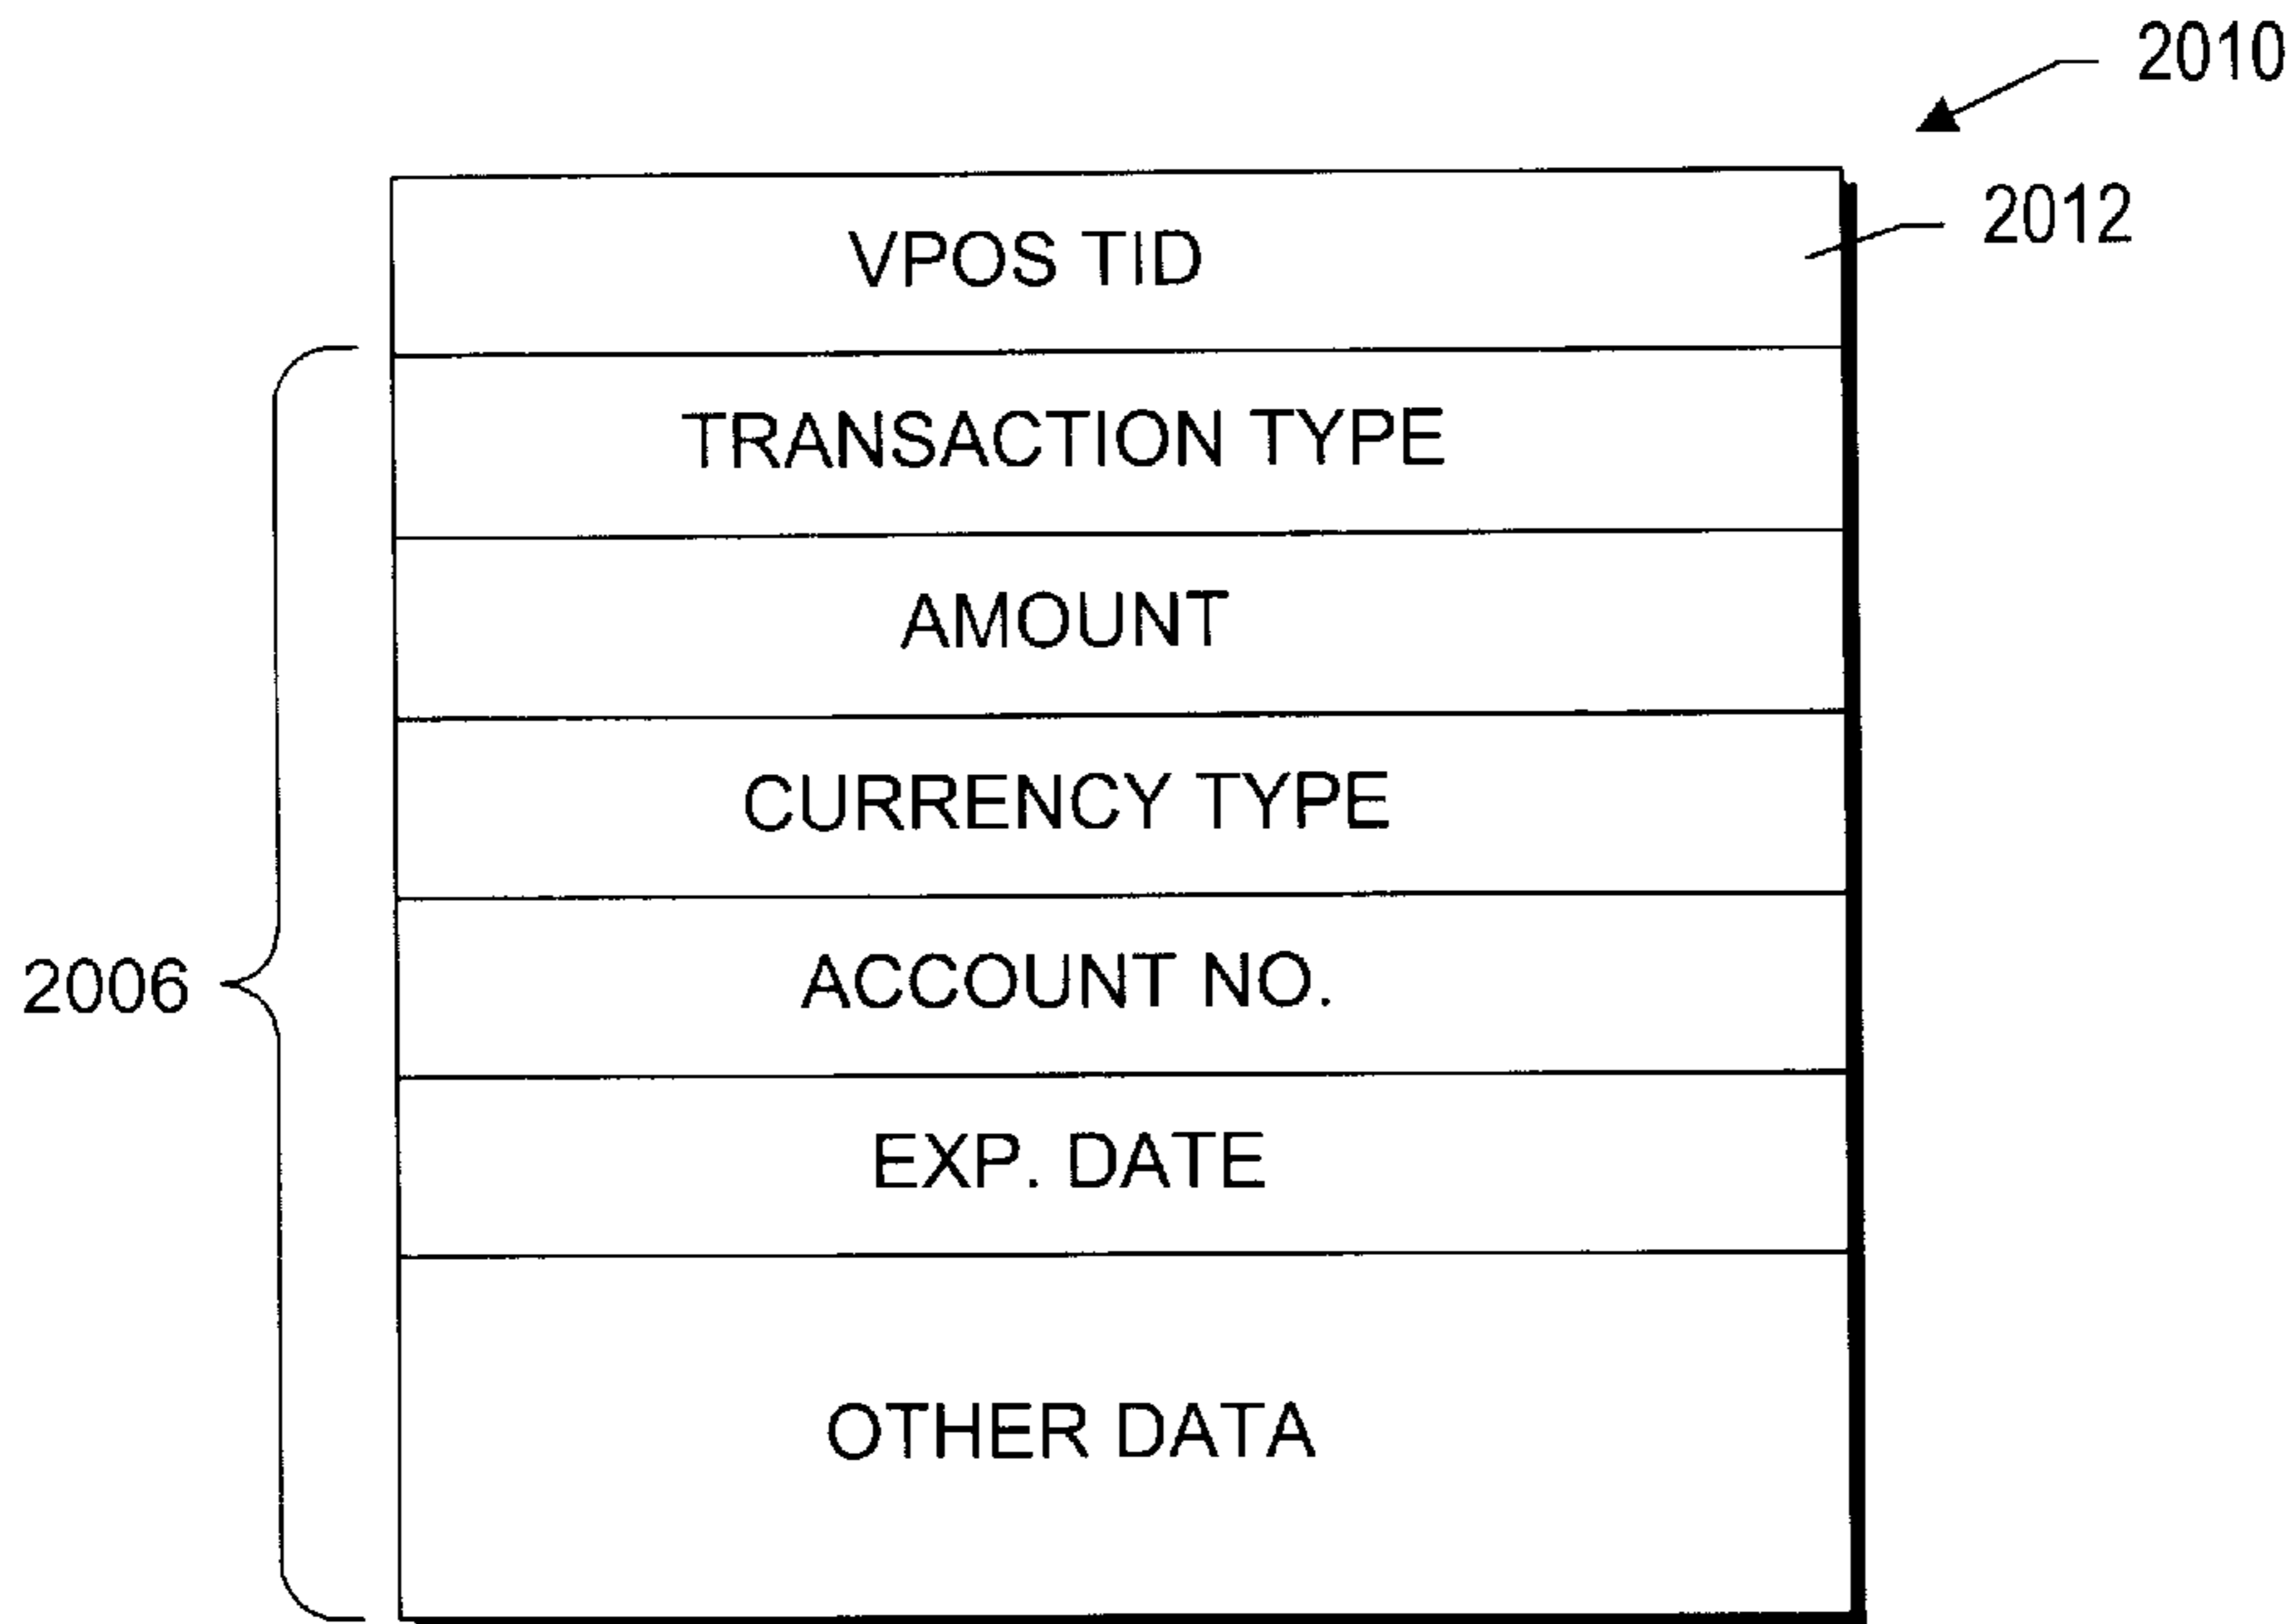 2010
VPOS TID
2012
TRANSACTION TYPE
AMOUNT
CURRENCY TYPE
ACCOUNT NO.
2006
EXP. DATE
OTHER DATA